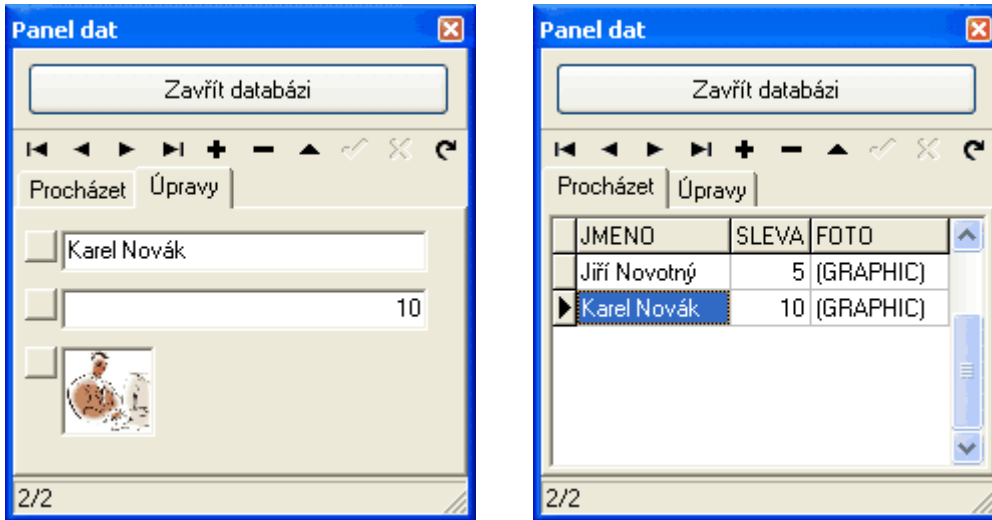 Panel dat
Zavřít databázi
Procházet Úpravy
Karel Novák
10
2/2
Panel dat
Zavřít databázi
Procházet Úpravy
JMENO SLEVA FOTO
Jiří Novotný 5 (GRAPHIC)
Karel Novák 10 (GRAPHIC)
2/2